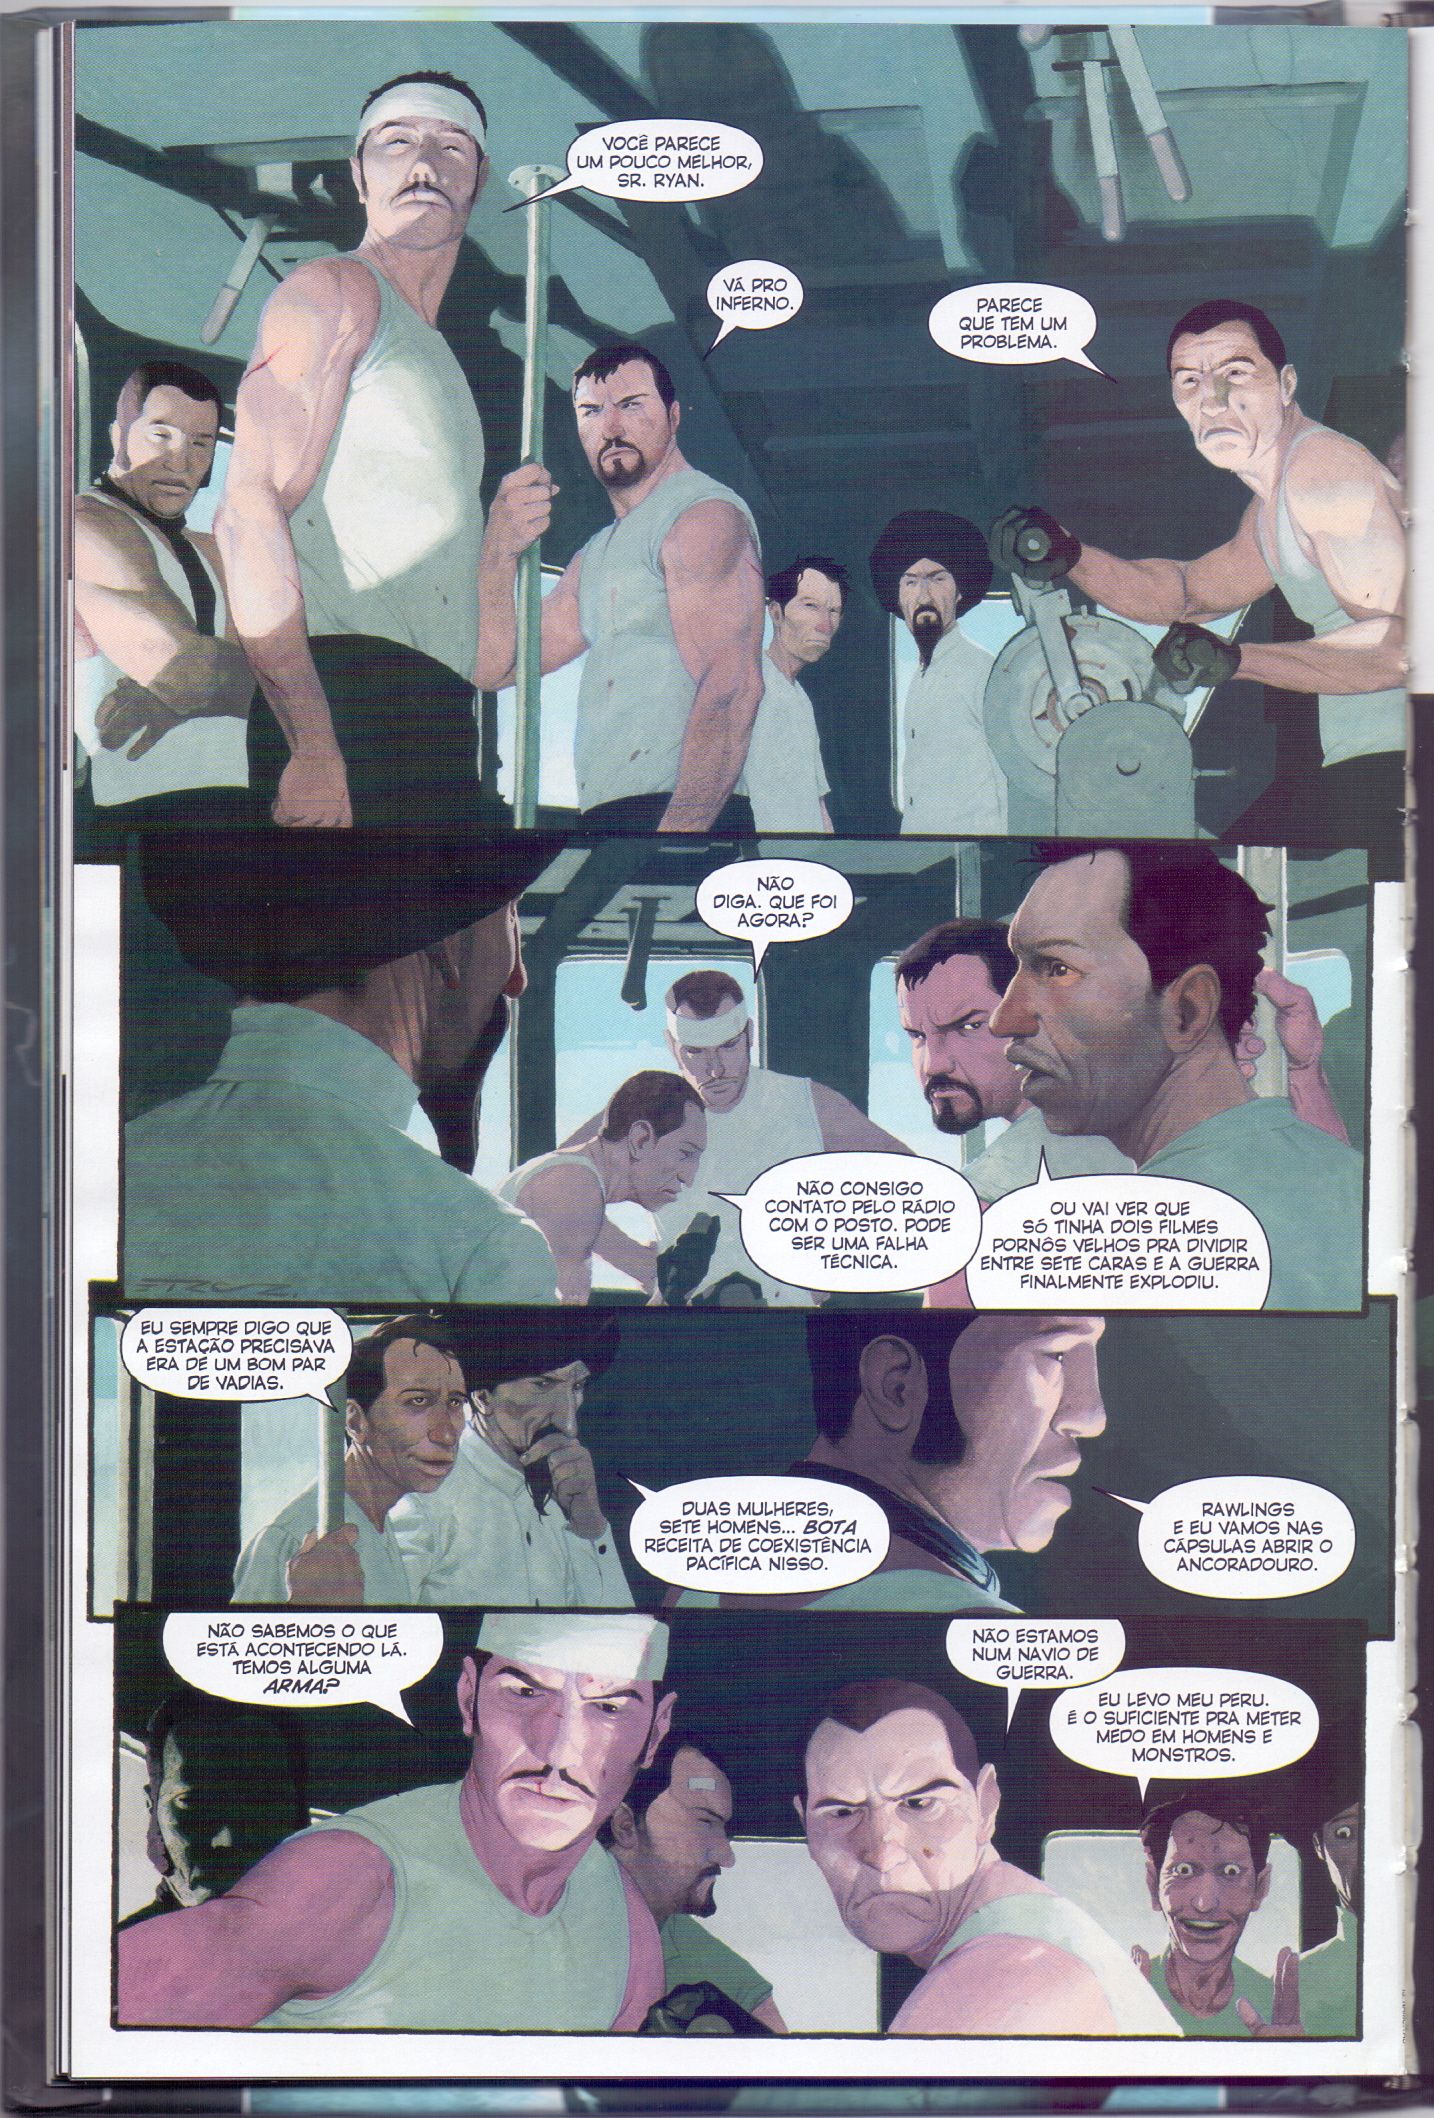 VOCÊ PARECE
UM POUCO MELHOR,
SR. RYAN.
VÁ PRO
INFERNO.
PARECE
QUE TEM UM
PROBLEMA.
NÃO
DIGA. QUE FOI
AGORA?
NÃO CONSIGO
CONTATO PELO RÁDIO
COM O POSTO. PODE
SER UMA FALHA
TÉCNICA.
OU VAI VER QUE
SÓ TINHA DOIS FILMES
PORNÔS VELHOS PRA DIVIDIR
ENTRE SETE CARAS E A GUERRA
FINALMENTE EXPLODIU.
EU SEMPRE DIGO QUE
A ESTAÇÃO PRECISAVA
ERA DE UM BOM PAR
DE VADIAS.
DUAS MULHERES,
SETE HOMENS... BOTA
RECEITA DE COEXISTÊNCIA
PACÍFICA NISSO.
RAWLINGS
E EU VAMOS NAS
CÁPSULAS ABRIR O
ANCORADOURO.
NÃO SABEMOS O QUE
ESTÁ ACONTECENDO LÁ.
TEMOS ALGUMA
ARMA?
NÃO ESTAMOS
NUM NAVIO DE
GUERRA.
EU LEVO MEU PERU.
É O SUFICIENTE PRA METER
MEDO EM HOMENS E
MONSTROS.